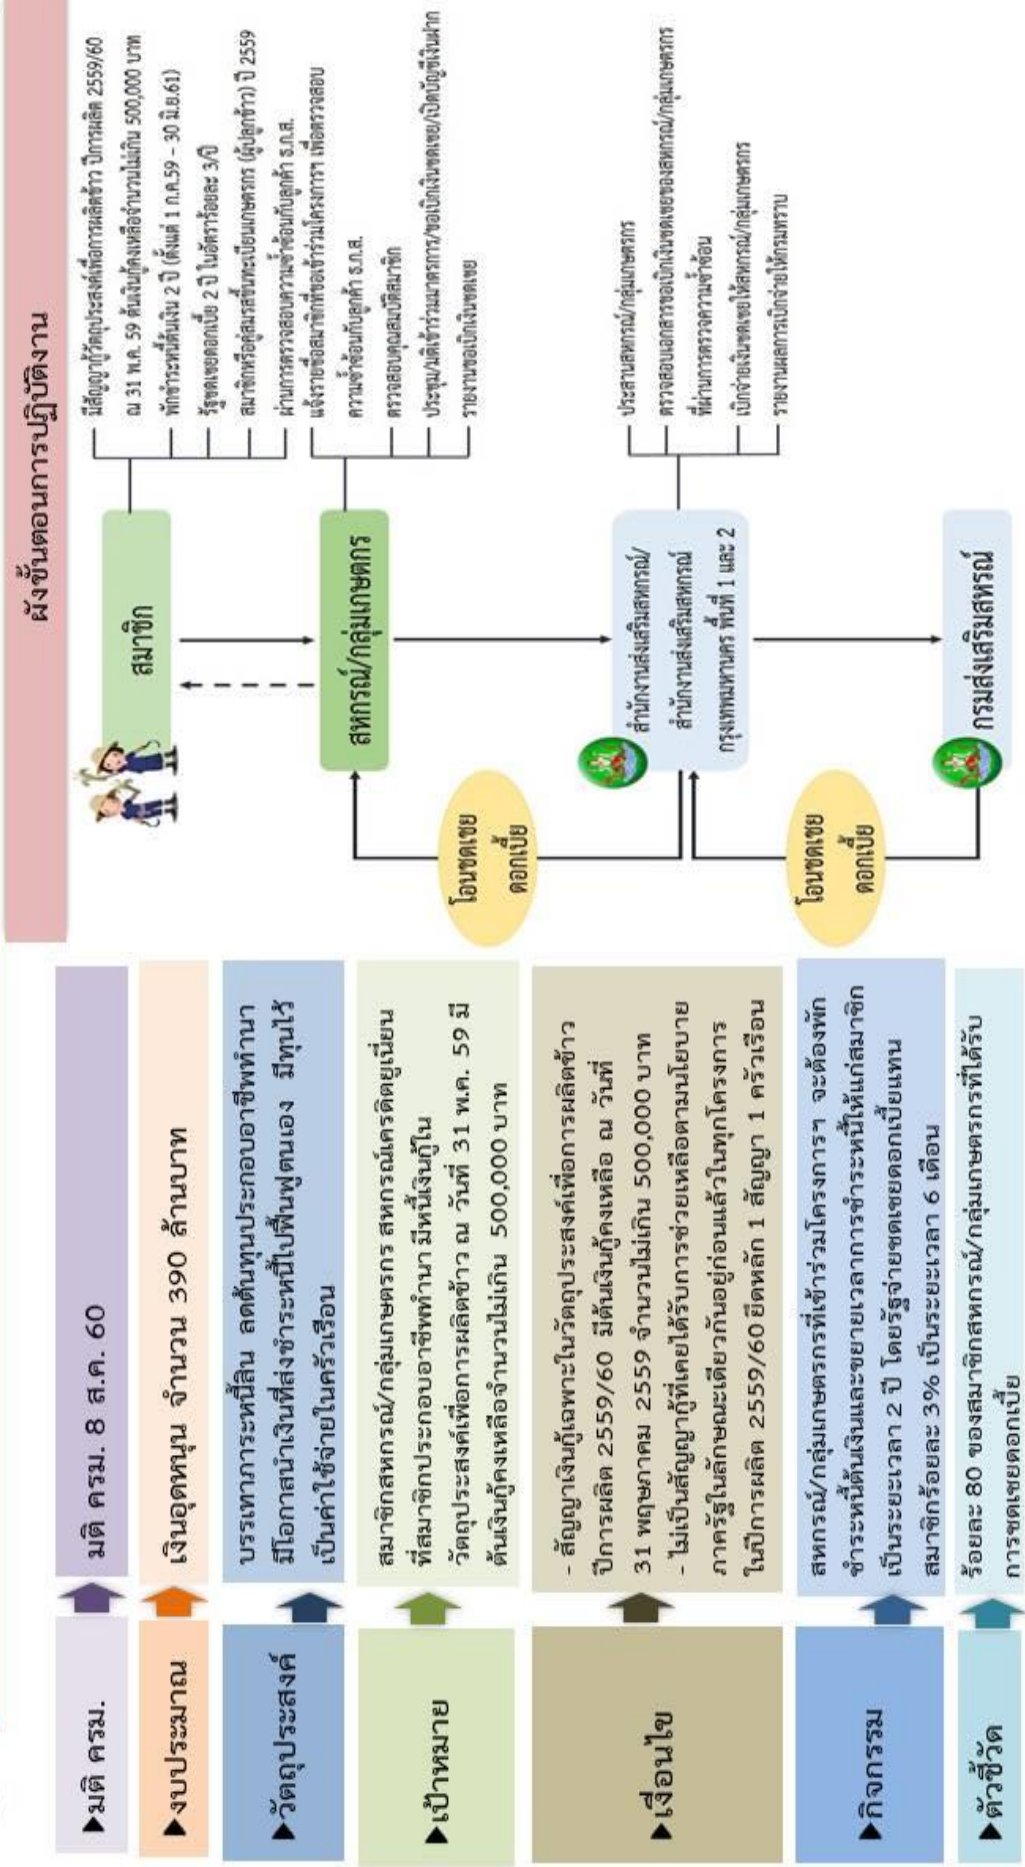 ▶มติ ครม.
มติ ครม. 8 ส.ค. 60
▶งบประมาณ
เงินอุดหนุน จำนวน 390 ล้านบาท
▶วัตถุประสงค์
บรรเทาภาระหนี้สิน ลดต้นทุนประกอบอาชีพทำนา
มีโอกาสนำเงินที่ส่งชำระหนี้ไปฟื้นฟูตนเอง มีทุนไว้
เป็นค่าใช้จ่ายในครัวเรือน
▶เป้าหมาย
สมาชิกสหกรณ์/กลุ่มเกษตรกร สหกรณ์เครดิตยูเนี่ยน
ที่สมาชิกประกอบอาชีพทำนา มีหนี้เงินกู้ใน
วัตถุประสงค์เพื่อการผลิตข้าว ณ วันที่ 31 พ.ค. 59 มี
ต้นเงินกู้คงเหลือจำนวนไม่เกิน 500,000 บาท
▶เงื่อนไข
- สัญญาเงินกู้เฉพาะในวัตถุประสงค์เพื่อการผลิตข้าว
ปีการผลิต 2559/60 มีต้นเงินกู้คงเหลือ ณ วันที่
31 พฤษภาคม 2559 จำนวนไม่เกิน 500,000 บาท
- ไม่เป็นสัญญากู้ที่เคยได้รับการช่วยเหลือตามนโยบาย
ภาครัฐในลักษณะเดียวกันอยู่ก่อนแล้วในทุกโครงการ
ในปีการผลิต 2559/60 ยึดหลัก 1 สัญญา 1 ครัวเรือน
▶กิจกรรม
สหกรณ์/กลุ่มเกษตรกรที่เข้าร่วมโครงการฯ จะต้องพัก
ชำระหนี้ต้นเงินและขยายเวลาการชำระหนี้ให้แก่สมาชิก
เป็นระยะเวลา 2 ปี โดยรัฐจ่ายชดเชยดอกเบี้ยแทน
สมาชิกร้อยละ 3% เป็นระยะเวลา 6 เดือน
▶ตัวชี้วัด
ร้อยละ 80 ของสมาชิกสหกรณ์/กลุ่มเกษตรกรที่ได้รับ
การชดเชยดอกเบี้ย
ผังขั้นตอนการปฏิบัติงาน
สมาชิก
มีสัญญากู้วัตถุประสงค์เพื่อการผลิตข้าว ปีการผลิต 2559/60
ณ 31 พ.ค. 59 ต้นเงินกู้คงเหลือจำนวนไม่เกิน 500,000 บาท
พักชำระหนี้ต้นเงิน 2 ปี (ตั้งแต่ 1 ก.ค.59 - 30 มิ.ย.61)
รัฐชดเชยดอกเบี้ย 2 ปี ในอัตราร้อยละ 3/ปี
สมาชิกหรือคู่สมรสขึ้นทะเบียนเกษตรกร (ผู้ปลูกข้าว) ปี 2559
ผ่านการตรวจสอบความซ้ำซ้อนกับลูกค้า ธ.ก.ส.
สหกรณ์/กลุ่มเกษตกร
แจ้งรายชื่อสมาชิกที่ขอเข้าร่วมโครงการฯ เพื่อตรวจสอบ
ความซ้ำซ้อนกับลูกค้า ธ.ก.ส.
ตรวจสอบคุณสมบัติสมาชิก
ประชุม/มติเข้าร่วมมาตรการ/ขอเบิกเงินชดเชย/เปิดบัญชีเงินฝาก
รายงานขอเบิกเงินชดเชย
โอนชดเชย
ดอกเบี้ย
สำนักงานส่งเสริมสหกรณ์/
สำนักงานส่งเสริมสหกรณ์
กรุงเทพมหานคร พื้นที่ 1 และ 2
ประสานสหกรณ์/กลุ่มเกษตรกร
ตรวจสอบเอกสารขอเบิกเงินชดเชยของสหกรณ์/กลุ่มเกษตรกร
ที่ผ่านการตรวจความซ้ำซ้อน
เบิกจ่ายเงินชดเชยให้สหกรณ์/กลุ่มเกษตรกร
รายงานผลการเบิกจ่ายให้กรมทราบ
โอนชดเชย
ดอกเบี้ย
กรมส่งเสริมสหรณ์